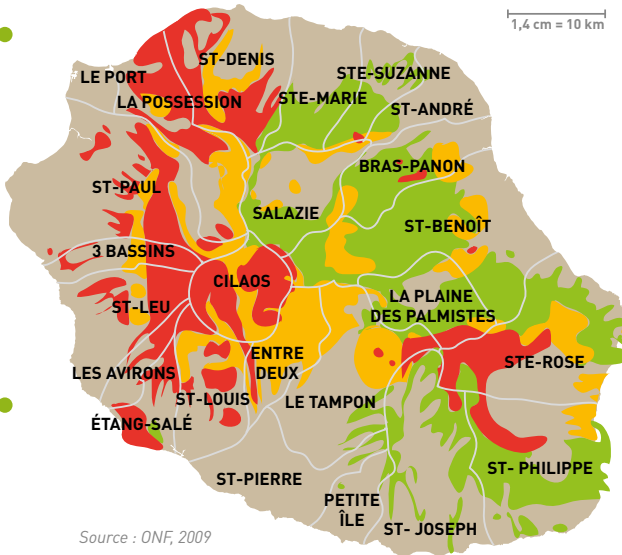 1,4 cm = 10 km
ST-DENIS
LE PORT
STE-SUZANNE
LA POSSESSION
STE-MARIE
ST-ANDRÉ
BRAS-PANON
ST-PAUL
SALAZIE
ST-BENOÎT
3 BASSINS
CILAOS
LA PLAINE
DES PALMISTES
ST-LEU
ENTRE
DEUX
STE-ROSE
LES AVIRONS
ST-LOUIS
LE TAMPON
ÉTANG-SALÉ
ST- PHILIPPE
ST-PIERRE
PETITE
ÎLE
ST- JOSEPH
Source : ONF, 2009